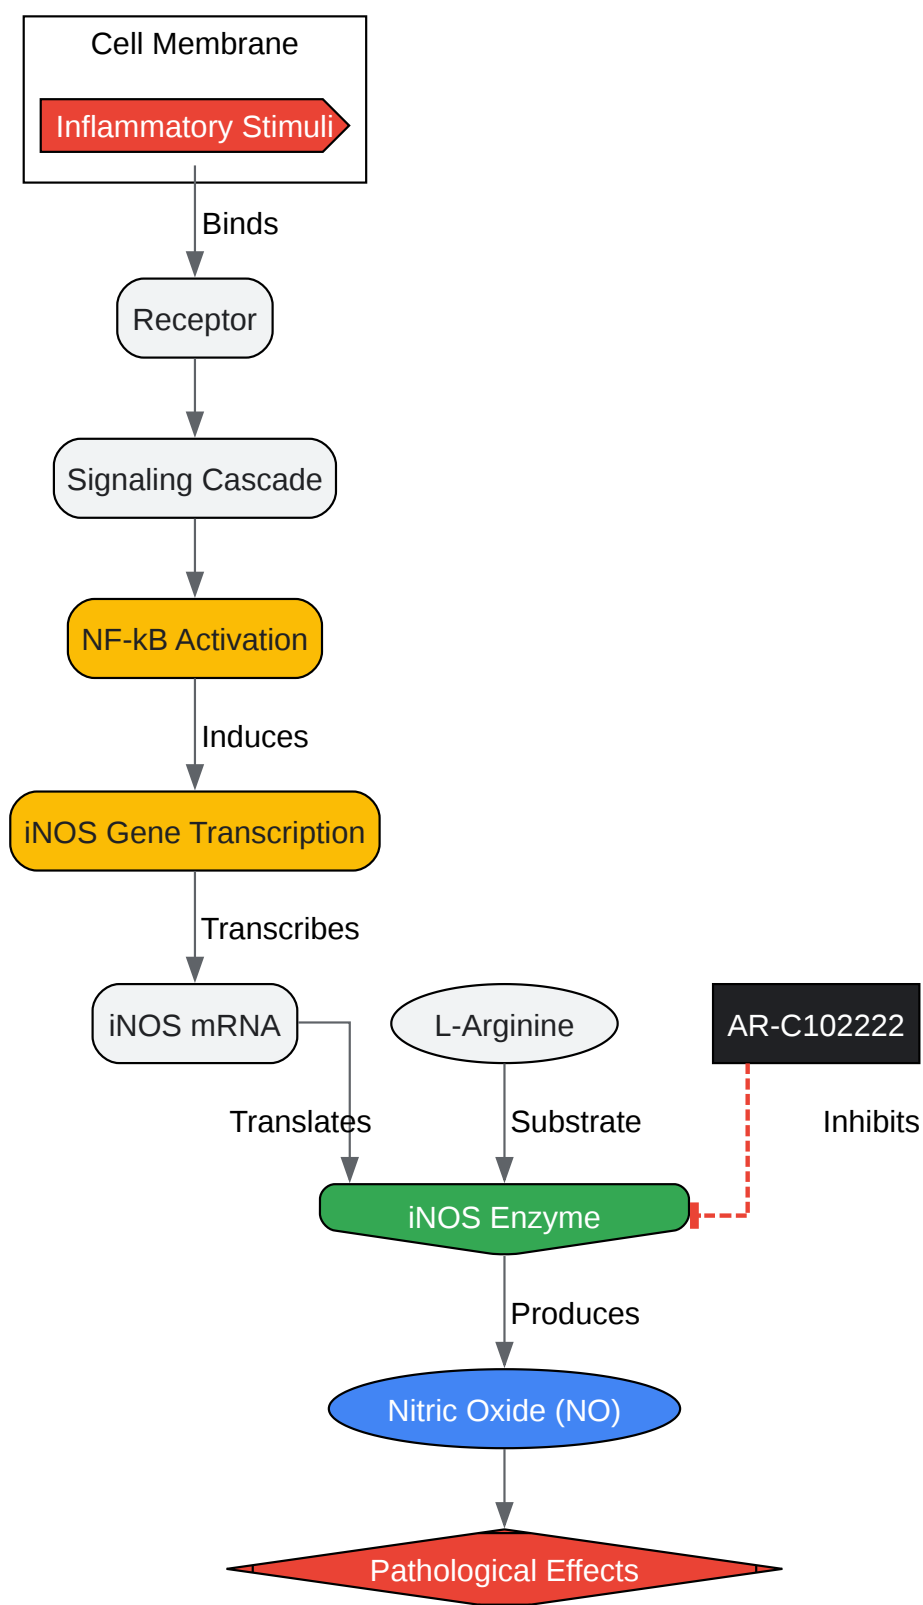 Cell Membrane
Inflammatory Stimuli
Binds
Receptor
Signaling Cascade
NF-kB Activation
Induces
iNOS Gene Transcription
Transcribes
iNOS mRNA
L-Arginine
AR-C102222
Translates
Substrate
Inhibits
iNOS Enzyme
Produces
Nitric Oxide (NO)
Pathological Effects